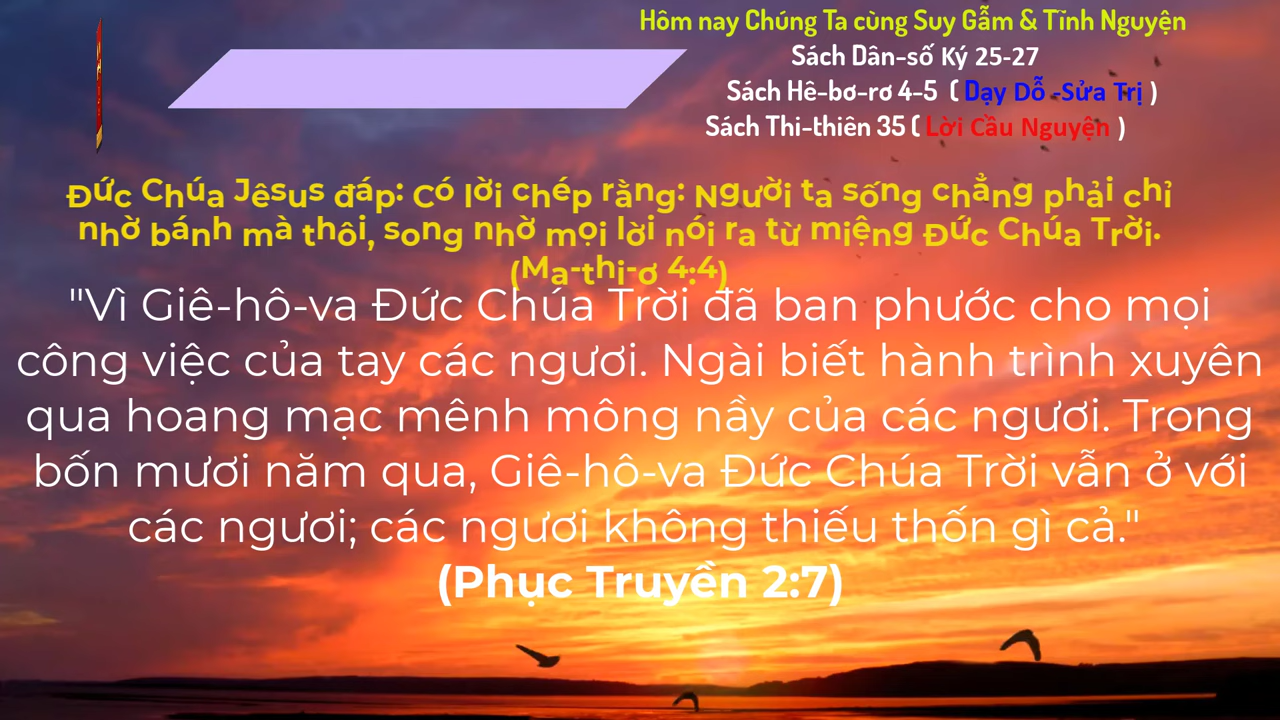 Hôm nay Chúng Ta cùng Suy Gẫm & Tĩnh Nguyện
Sách Dân-số Ký 25-27
Sách Hê-bơ-rơ 4-5 ( Dạy Dỗ -Sửa Trị )
Sách Thi-thiên 35 ( Lời Cầu Nguyện )
Đức Chúa Jêsus đáp: Có lời chép rằng: Người ta sống chẳng phải chỉ
nhờ bánh mà thôi, song nhờ mọi lời nói ra từ miệng Đức Chúa Trời.
(Ma-thi-ơ 4:4)
"Vì Giê-hô-va Đức Chúa Trời đã ban phước cho mọi
công việc của tay các ngươi. Ngài biết hành trình xuyên
qua hoang mạc mênh mông nầy của các ngươi. Trong
bốn mươi năm qua, Giê-hô-va Đức Chúa Trời vẫn ở với
các ngươi; các ngươi không thiếu thốn gì cả."
(Phục Truyền 2:7)